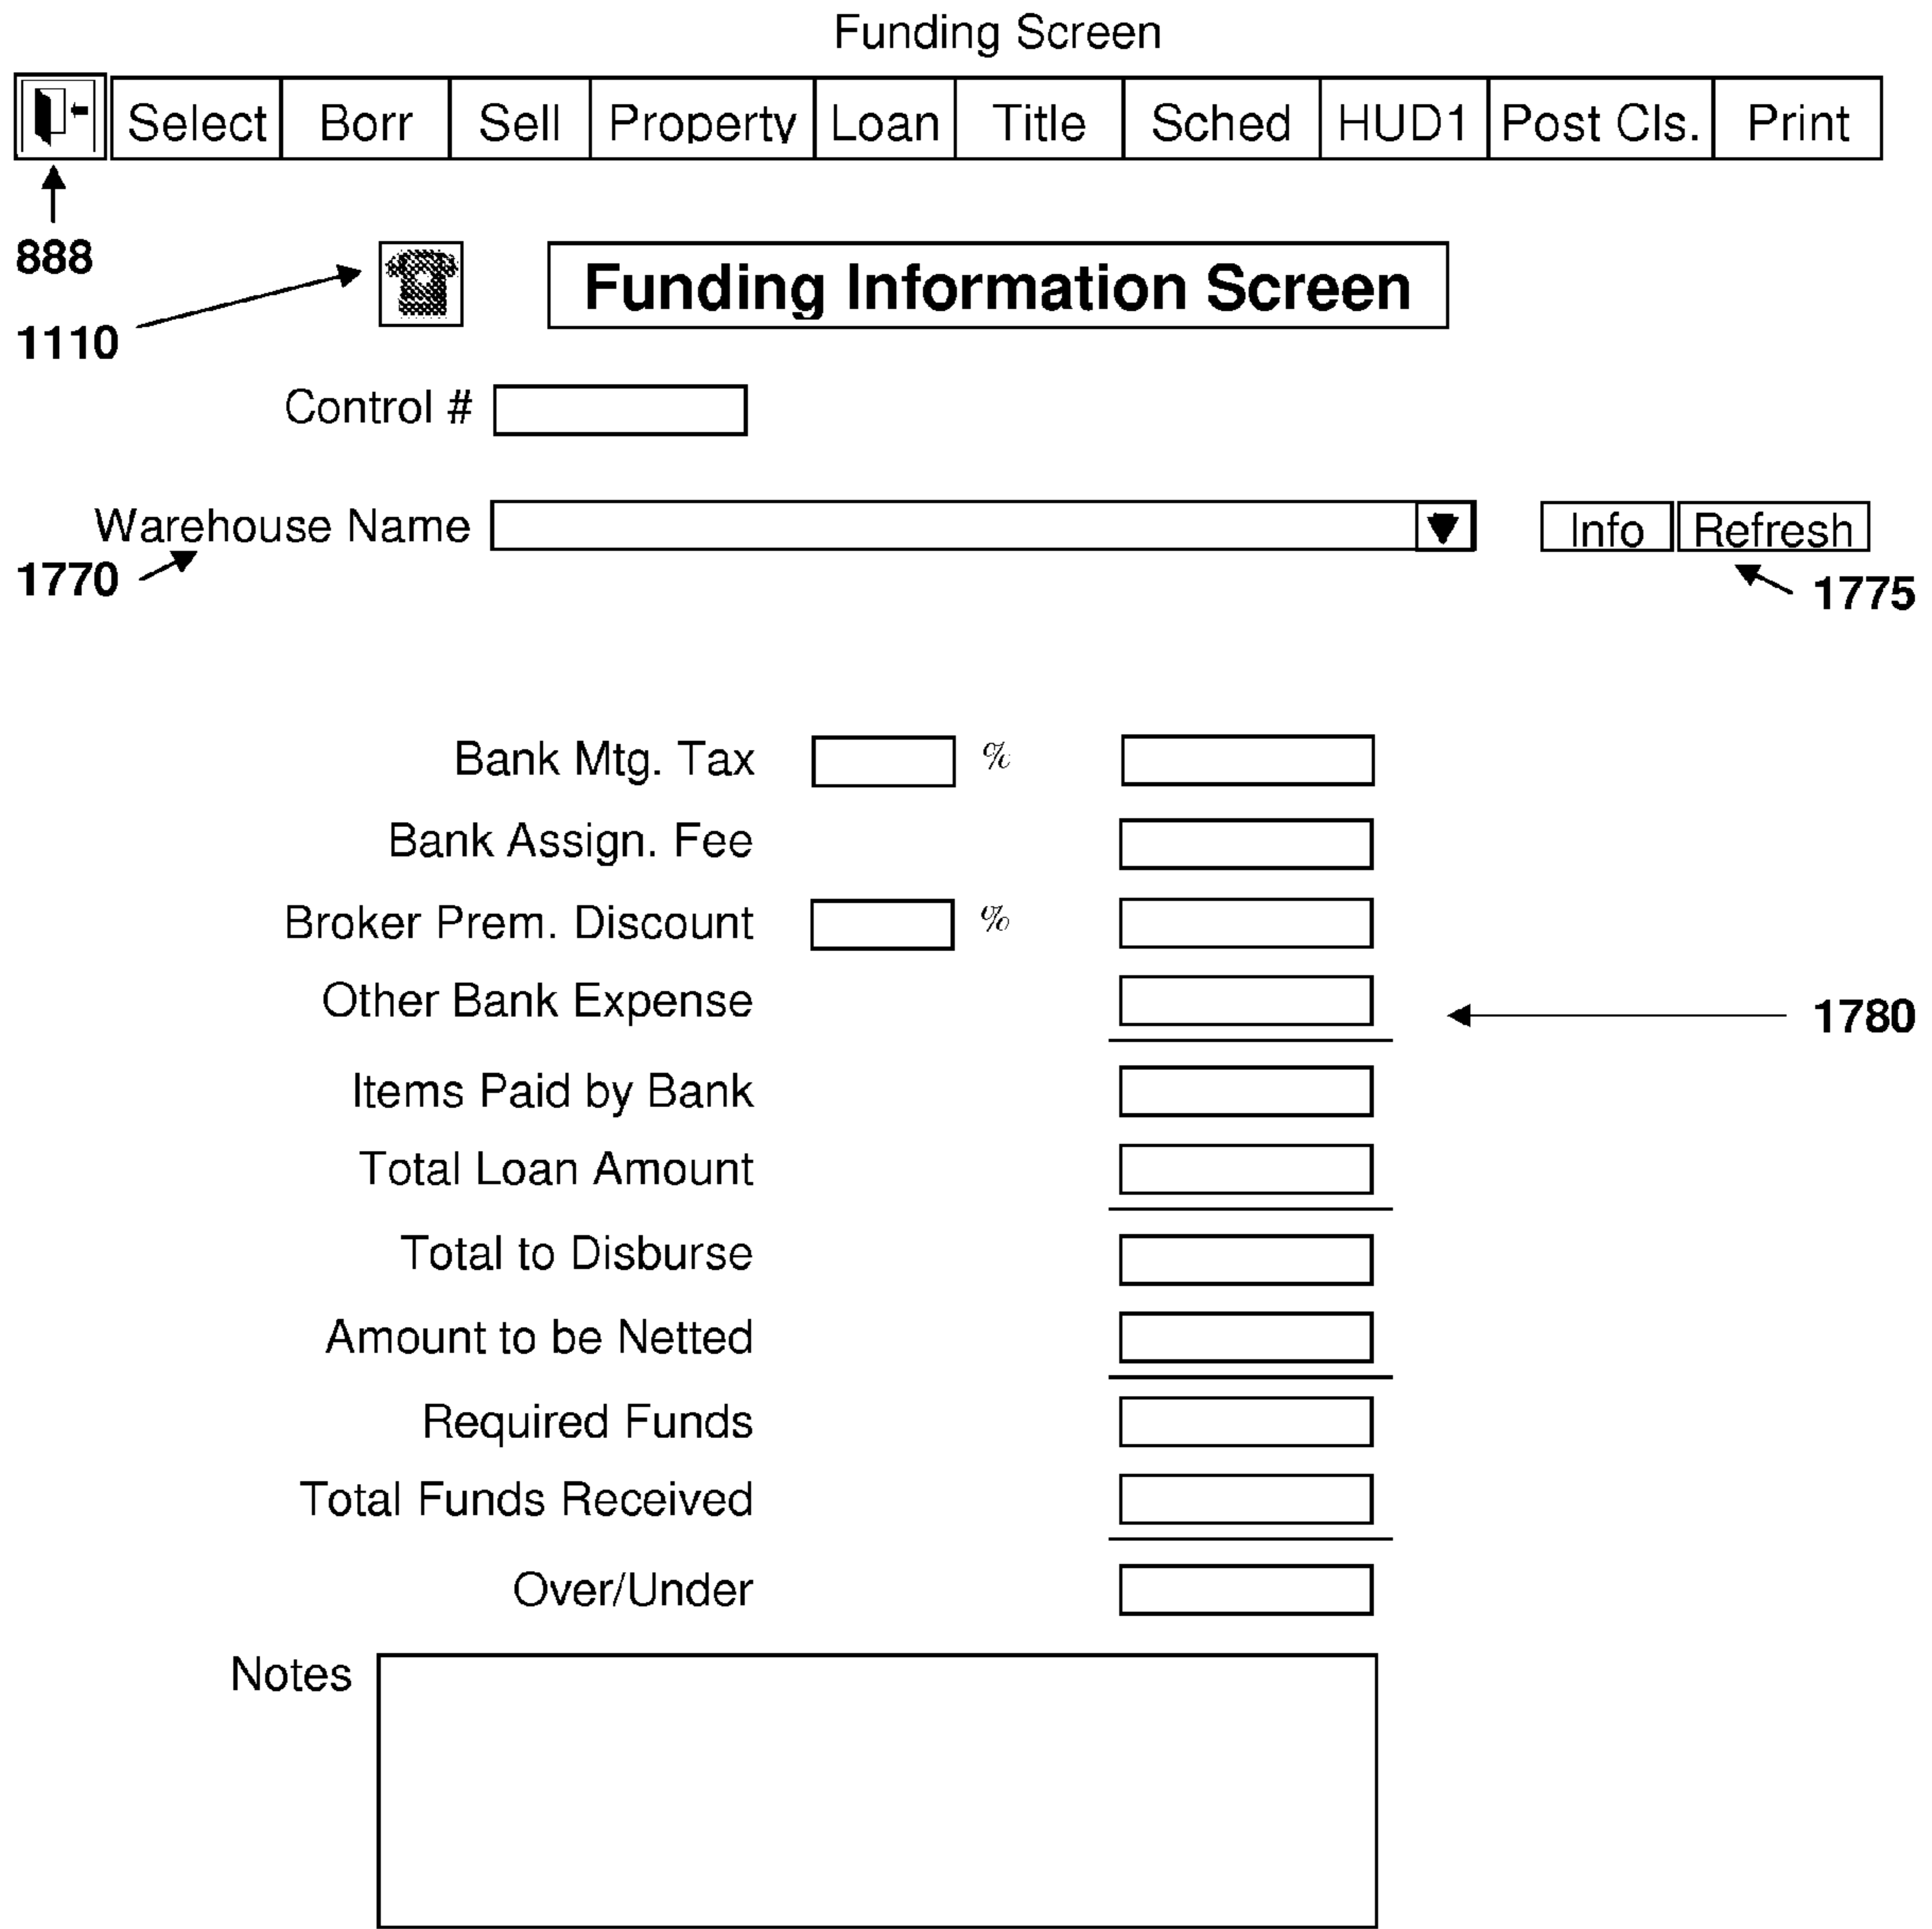 Funding Screen
Select Borr Sell Property Loan Title Sched HUD1 Post Cls. Print
888
Funding Information Screen
1110
Control #
Warehouse Name Info Refresh
1770 1775
Bank Mtg. Tax %
Bank Assign. Fee
Broker Prem. Discount %
Other Bank Expense 1780
Items Paid by Bank
Total Loan Amount
Total to Disburse
Amount to be Netted
Required Funds
Total Funds Received
Over/Under
Notes